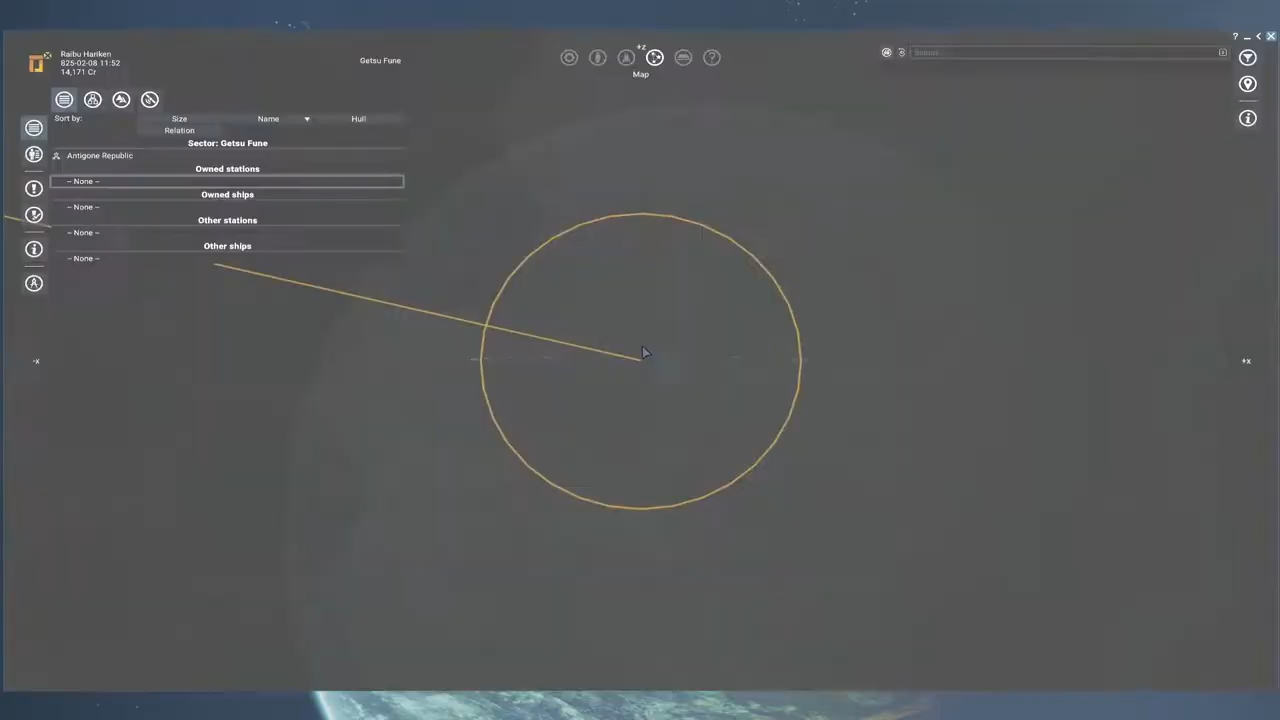 Raibu Hariken
825-02-08 11:52
14,171 Cr
Getsu Fune
+z
Map
?
Sort by:
Size
Name
Hull
Relation
Sector: Getsu Fune
Antigone Republic
Owned stations
-- None --
Owned ships
-- None --
Other stations
-- None --
Other ships
-- None --
-x
+x